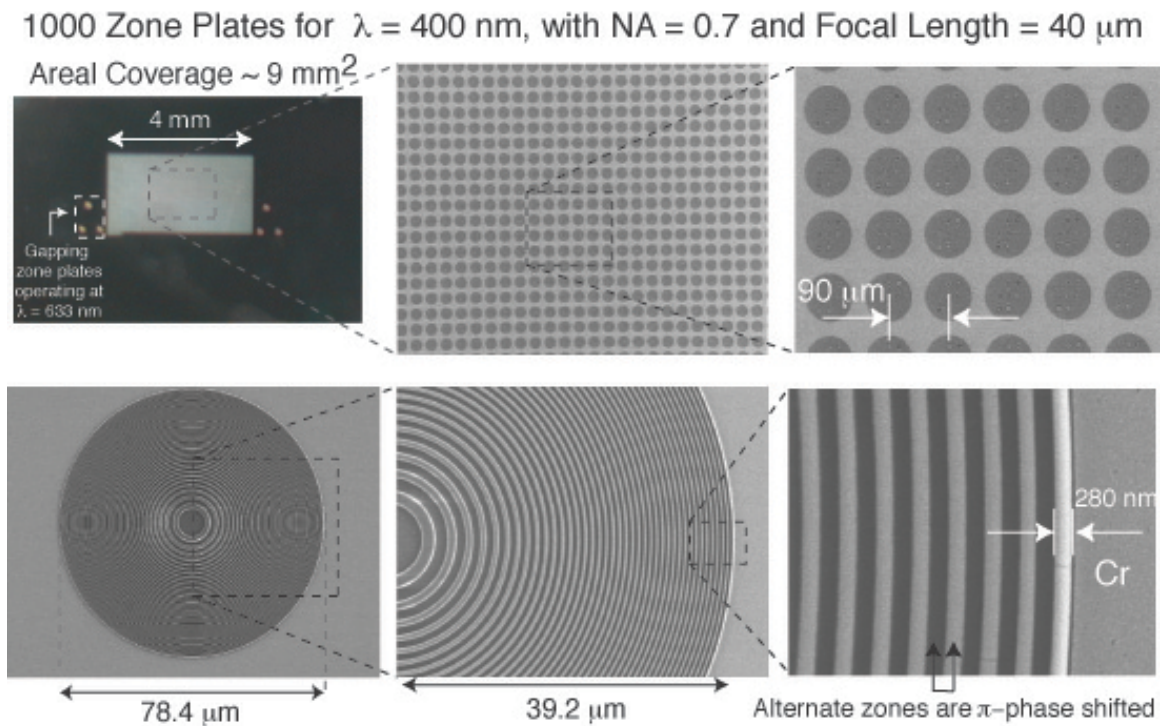 1000 Zone Plates for λ = 400 nm, with NA = 0.7 and Focal Length = 40 μm
Areal Coverage ~ 9 mm²
4 mm
Gapping
zone plates
operating at
λ = 633 nm
90 μm
280 nm
Cr
78.4 μm
39.2 μm
Alternate zones are π-phase shifted